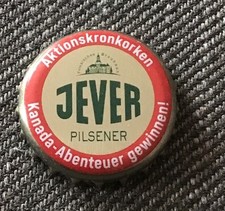 Aktionskronkorken
JEVER
PILSENER
Kanada-Abenteuer gewinnen!